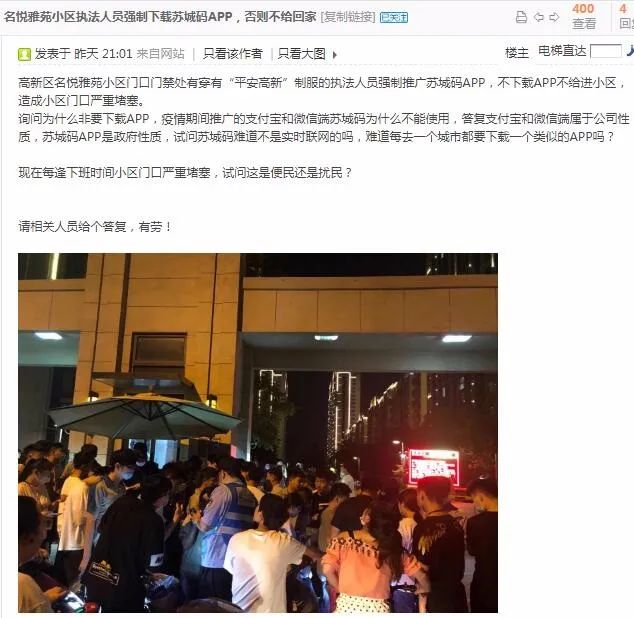 名悦雅苑小区执法人员强制下载苏城码APP，否则不给回家 [复制链接] 已关注
400
查看
4
发表于 昨天 21:01 来自网站 | 只看该作者 | 只看大图
楼主 电梯直达
高新区名悦雅苑小区门口门禁处有穿有“平安高新”制服的执法人员强制推广苏城码APP，不下载APP不给进小区，
造成小区门口严重堵塞。
询问为什么非要下载APP，疫情期间推广的支付宝和微信端苏城码为什么不能使用，答复支付宝和微信端属于公司性
质，苏城码APP是政府性质，试问苏城码难道不是实时联网的吗，难道每去一个城市都要下载一个类似的APP吗？
现在每逢下班时间小区门口严重堵塞，试问这是便民还是扰民？
请相关人员给个答复，有劳！